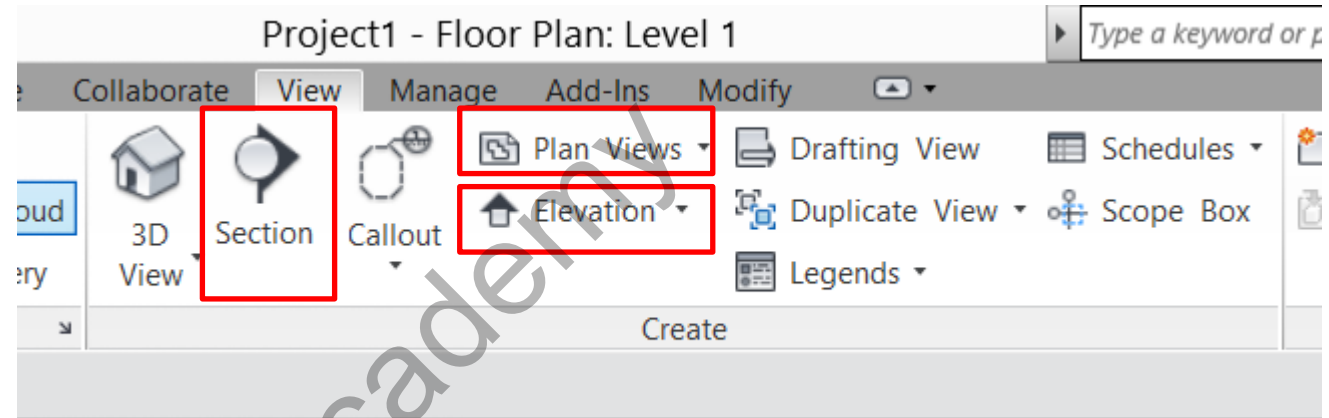 Project1 - Floor Plan: Level 1
Type a keyword or p
Collaborate View Manage Add-Ins Modify
3D View
Section
Callout
Plan Views
Elevation
Drafting View
Duplicate View
Legends
Schedules
Scope Box
oud
ery
Create
cademy